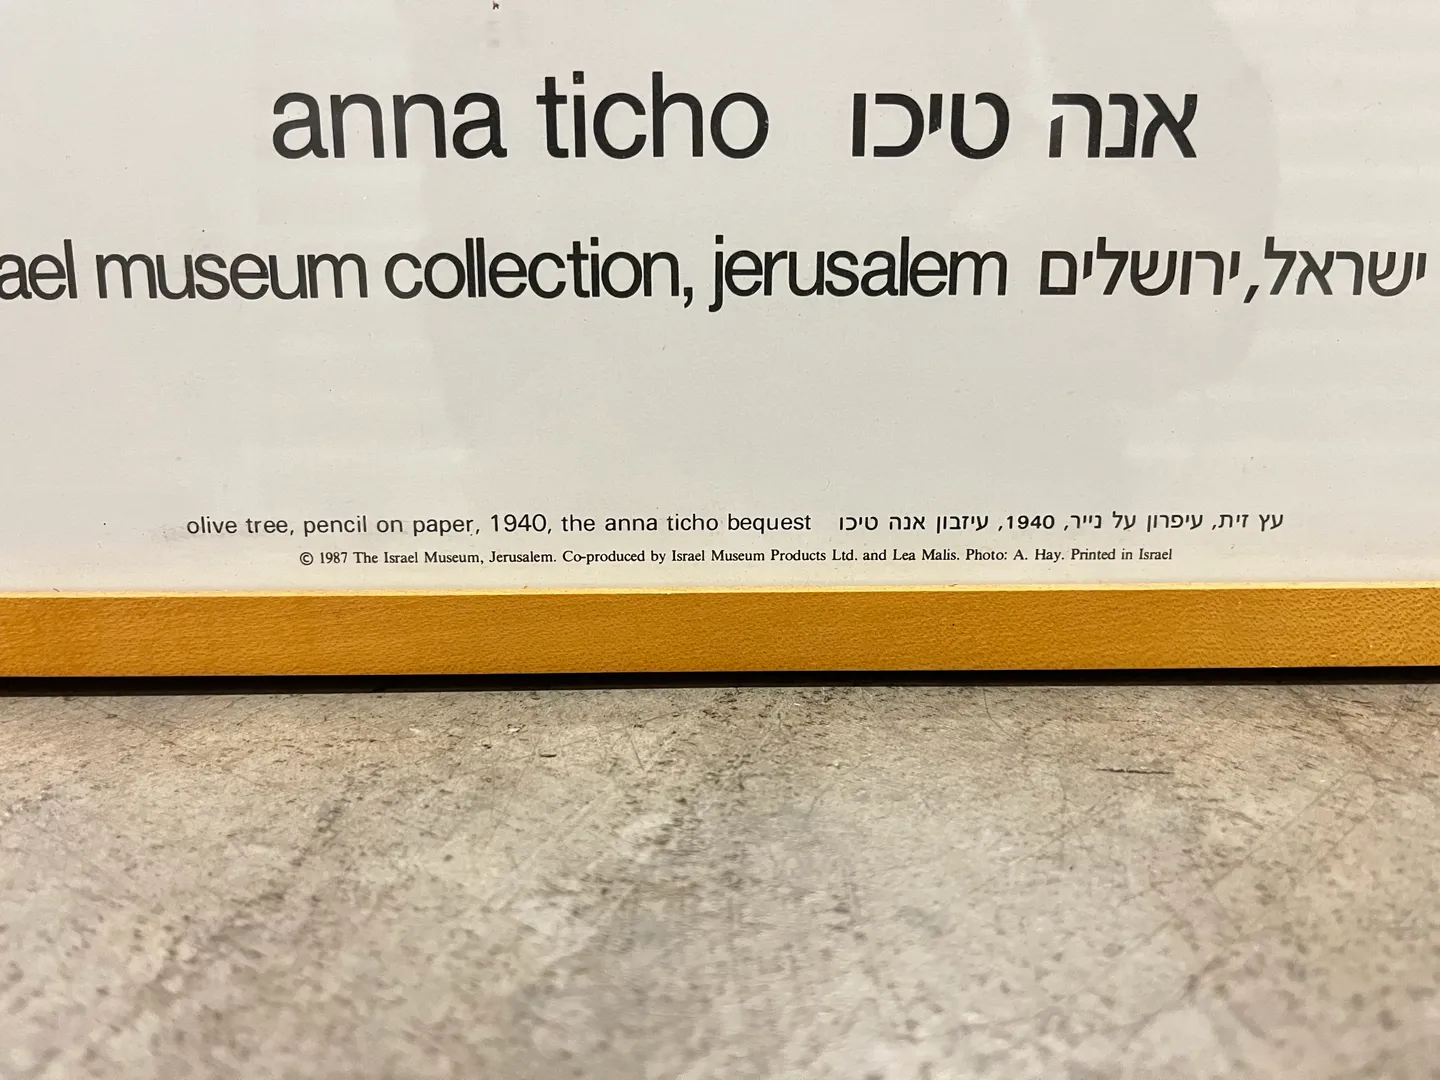 anna ticho אנה טיכו
ael museum collection, jerusalem ישראל, ירושלים
olive tree, pencil on paper, 1940, the anna ticho bequest עץ זית, עיפרון על נייר, 1940, עיזבון אנה טיכו
© 1987 The Israel Museum, Jerusalem. Co-produced by Israel Museum Products Ltd. and Lea Malis. Photo: A. Hay. Printed in Israel